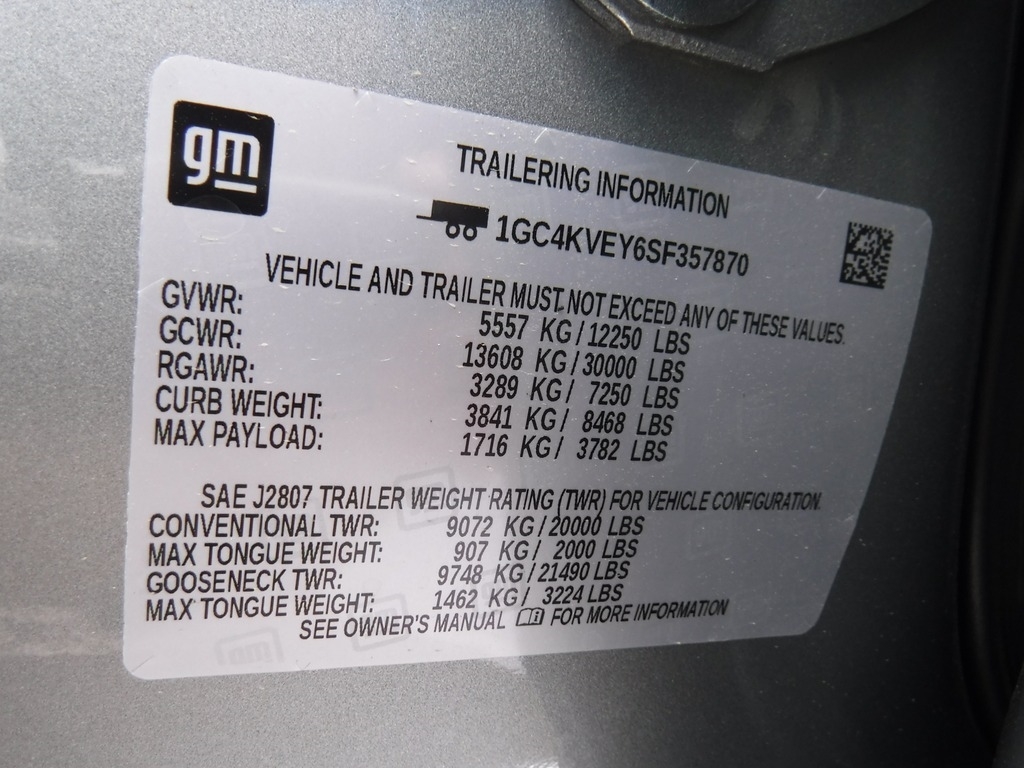 gm
TRAILERING INFORMATION
1GC4KVEY6SF357870
VEHICLE AND TRAILER MUST NOT EXCEED ANY OF THESE VALUES.
GVWR: 5557 KG/12250 LBS
GCWR: 13608 KG/30000 LBS
RGAWR: 3289 KG/ 7250 LBS
CURB WEIGHT: 3841 KG/ 8468 LBS
MAX PAYLOAD: 1716 KG/ 3782 LBS
SAE J2807 TRAILER WEIGHT RATING (TWR) FOR VEHICLE CONFIGURATION.
CONVENTIONAL TWR: 9072 KG/20000 LBS
MAX TONGUE WEIGHT: 907 KG/ 2000 LBS
GOOSENECK TWR: 9748 KG/21490 LBS
MAX TONGUE WEIGHT: 1462 KG/ 3224 LBS
SEE OWNER'S MANUAL FOR MORE INFORMATION
gm